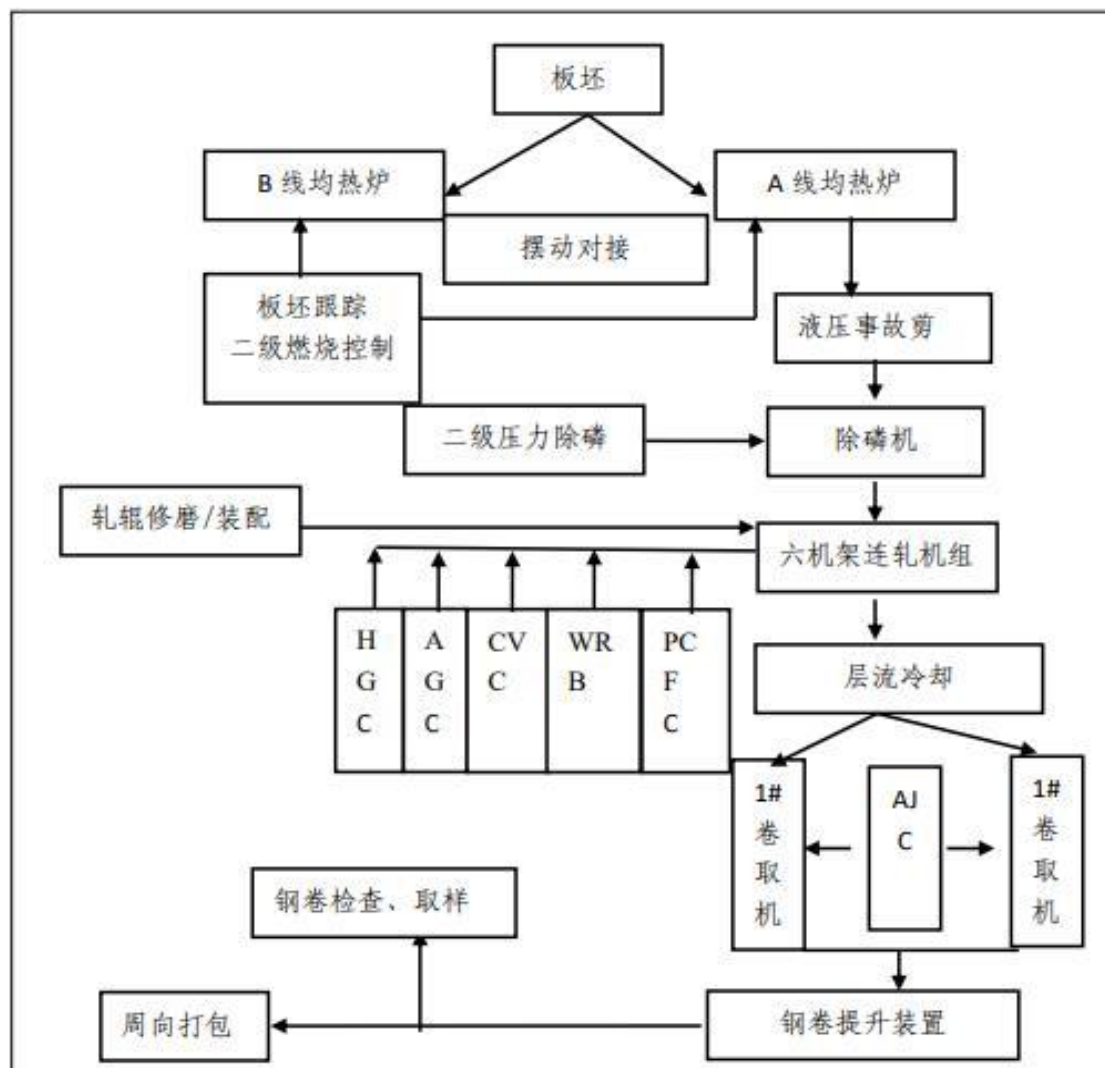 板坯
B 线均热炉
A 线均热炉
摆动对接
板坯跟踪
二级燃烧控制
液压事故剪
二级压力除磷
除磷机
轧辊修磨/装配
六机架连轧机组
H
G
C
A
G
C
CV
C
WR
B
PC
F
C
层流冷却
1#
卷
取
机
AJ
C
1#
卷
取
机
钢卷检查、取样
周向打包
钢卷提升装置